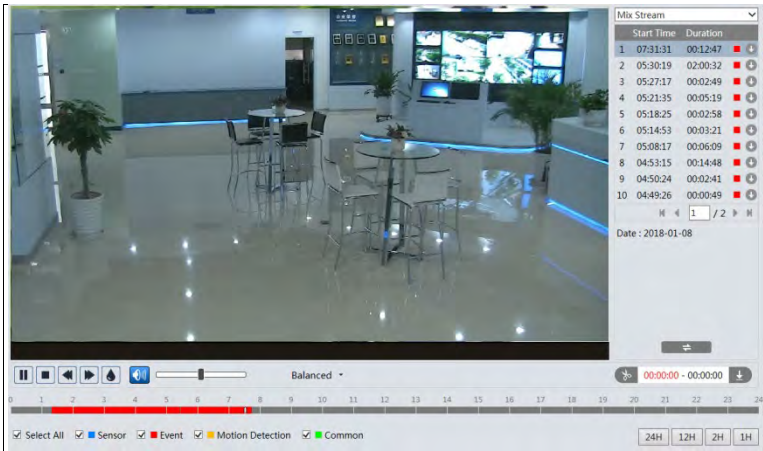 Mix Stream
Start Time Duration
1 07:31:31 00:12:47
2 05:30:19 02:00:32
3 05:27:17 00:02:49
4 05:21:35 00:05:19
5 05:18:25 00:02:58
6 05:14:53 00:03:21
7 05:08:17 00:06:09
8 04:53:15 00:14:48
9 04:50:24 00:02:41
10 04:49:26 00:00:49
1 / 2
Date : 2018-01-08
Balanced
00:00:00 - 00:00:00
0 1 2 3 4 5 6 7 8 9 10 11 12 13 14 15 16 17 18 19 20 21 22 23 24
Select All Sensor Event Motion Detection Common
24H 12H 2H 1H